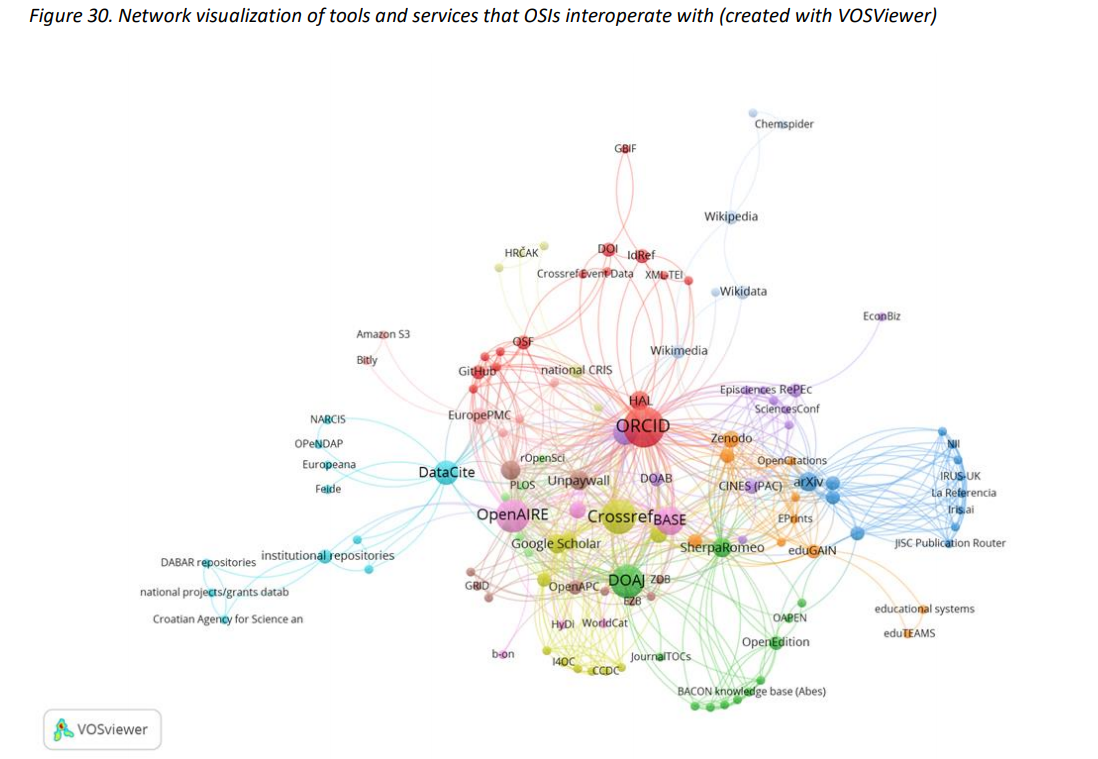 Figure 30. Network visualization of tools and services that OSIs interoperate with (created with VOSViewer)
Chemspider
GBIF
Wikipedia
HRČAK
DOI
IdRef
Crossref Event Data
XML-TEI
Wikidata
EconBiz
Amazon S3
OSF
Bitly
Wikimedia
GitHub
national CRIS
Episciences
RePEc
HAL
SciencesConf
NARCIS
EuropePMC
ORCID
Zenodo
OPeNDAP
Europeana
rOpenSci
OpenCitations
NII
DataCite
Unpaywall
DOAB
IRUS-UK
Feide
PLOS
CINES (PAC)
arXiv
La Referencia
OpenAIRE
Crossref
BASE
EPrints
Iris.ai
Google Scholar
SherpaRomeo
eduGAIN
JISC Publication Router
institutional repositories
DABAR repositories
GRID
OpenAPC
DOAJ
ZDB
national projects/grants datab
EZB
Croatian Agency for Science an
HyDI
WorldCat
OAPEN
educational systems
eduTEAMS
OpenEdition
b-on
I4OC
JournalTOCs
CCDC
BACON knowledge base (Abes)
VOSviewer